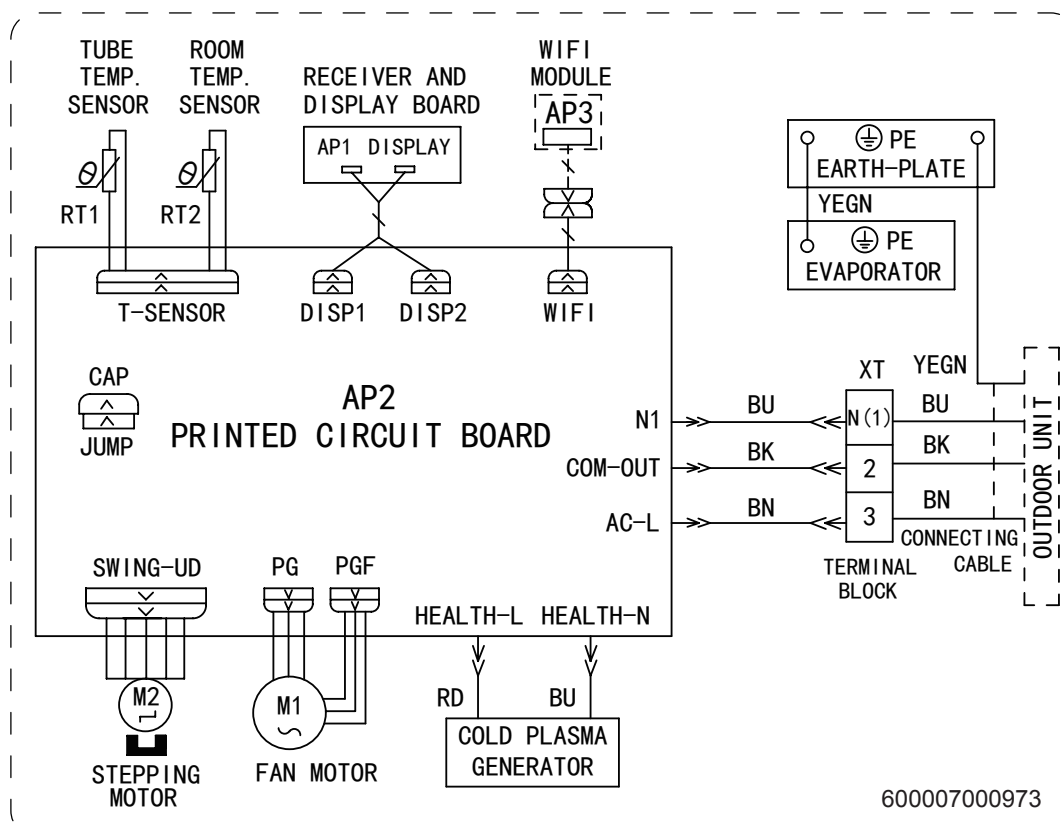 TUBE
TEMP.
SENSOR
ROOM
TEMP.
SENSOR
RECEIVER AND
DISPLAY BOARD
WIFI
MODULE
AP1 DISPLAY
AP3
RT1
RT2
PE
EARTH-PLATE
YEGN
PE
EVAPORATOR
T-SENSOR
DISP1
DISP2
WIFI
CAP
JUMP
AP2
PRINTED CIRCUIT BOARD
N1
COM-OUT
AC-L
BU
BK
BN
XT
N(1)
2
3
TERMINAL
BLOCK
YEGN
BU
BK
BN
CONNECTING
CABLE
OUTDOOR UNIT
SWING-UD
PG
PGF
HEALTH-L
HEALTH-N
M2
STEPPING
MOTOR
M1
FAN MOTOR
RD
BU
COLD PLASMA
GENERATOR
600007000973